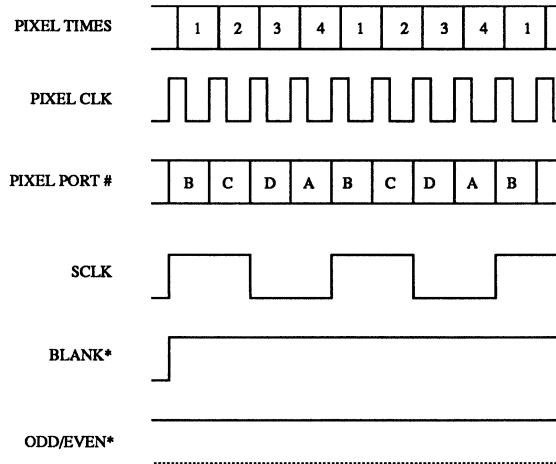 PIXEL TIMES 1 2 3 4 1 2 3 4 1
PIXEL CLK
PIXEL PORT # B C D A B C D A B
SCLK
BLANK*
ODD/EVEN*